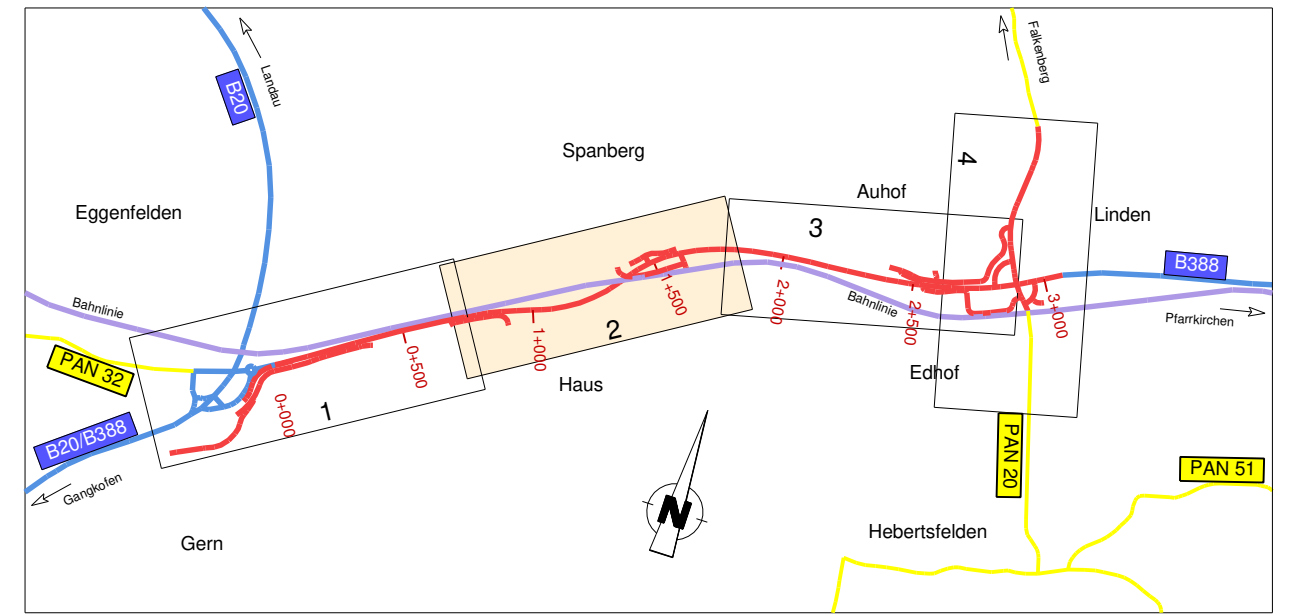 Falkenberg
B20
Landau
Spanberg
4
Auhof
Eggenfelden
Linden
3
B388
Bahnlinie
Bahnlinie
1+500
2+000
2+500
3+000
Pfarrkirchen
2
1+000
0+500
PAN 32
Haus
Edhof
1
0+000
B20/B388
PAN 20
PAN 51
Gangkofen
N
Gern
Hebertsfelden